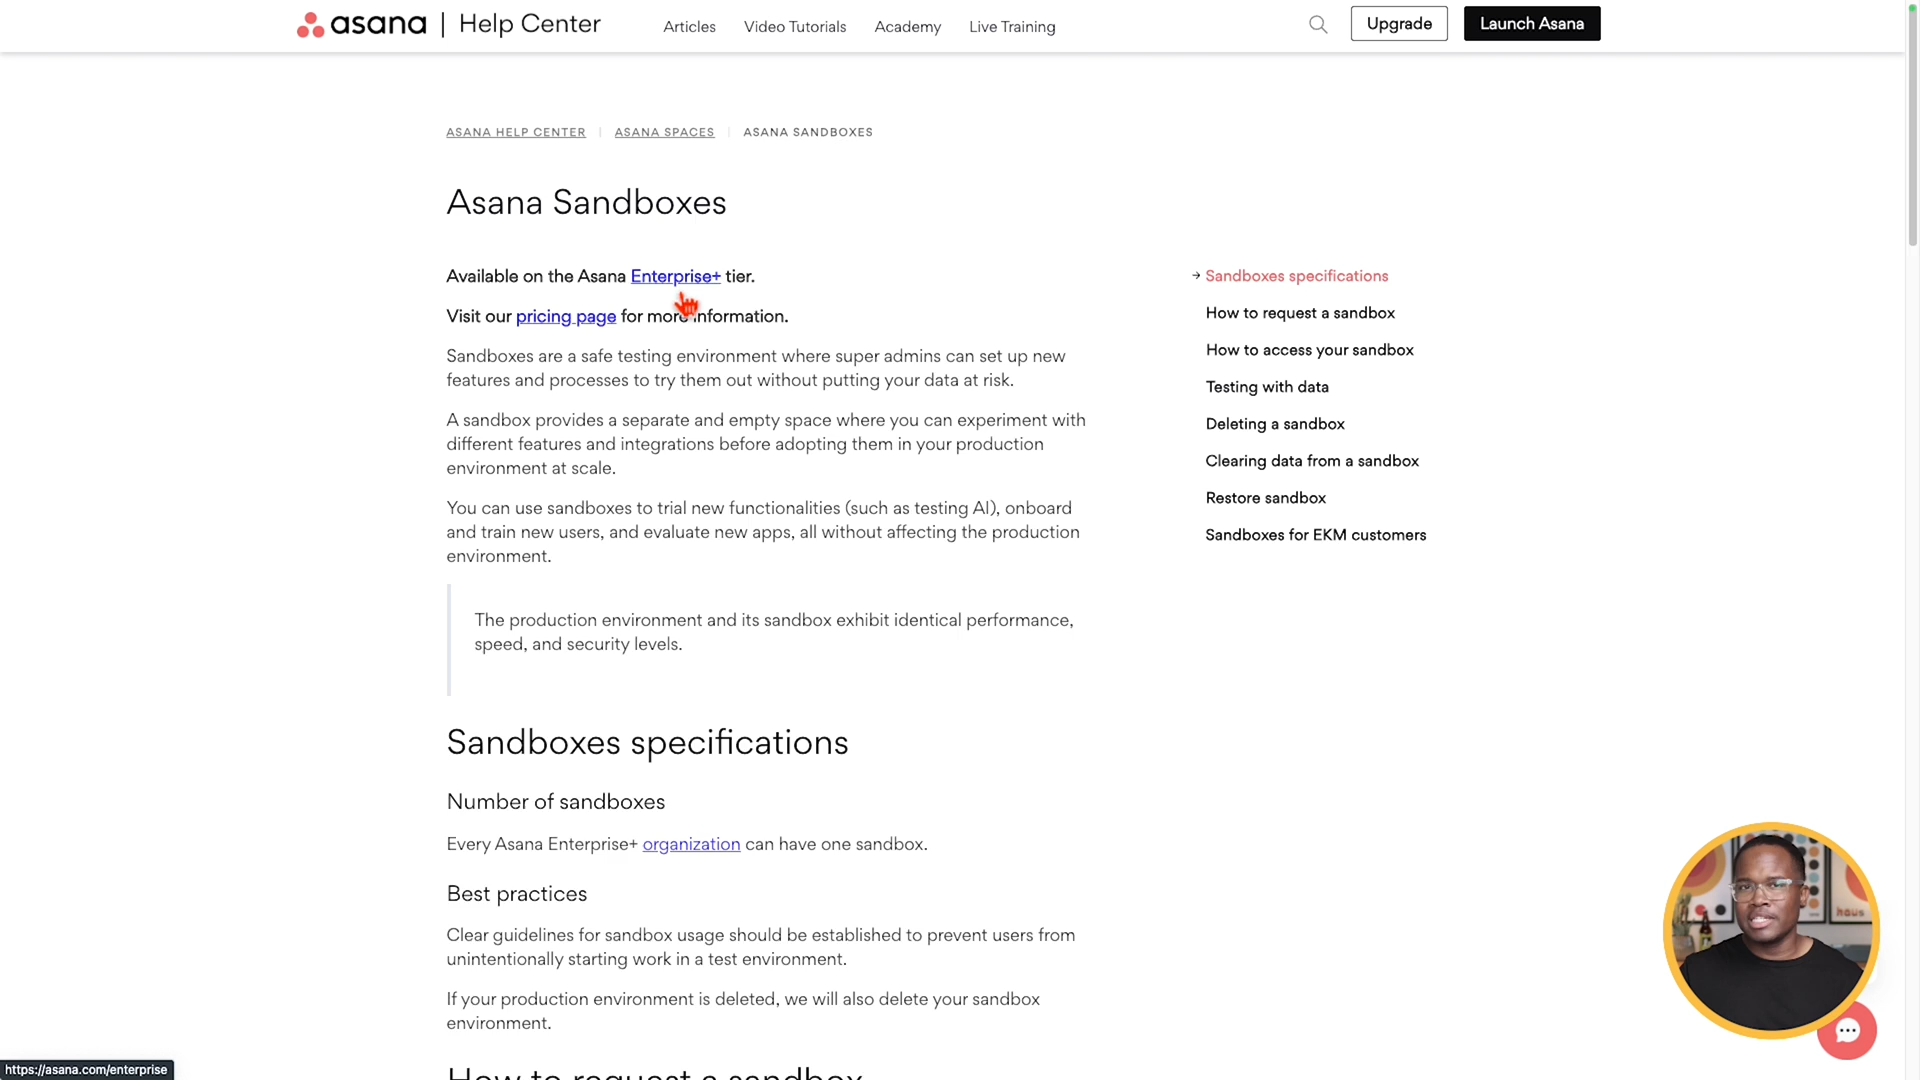 asana | Help Center
Articles
Video Tutorials
Academy
Live Training
Upgrade
Launch Asana
ASANA HELP CENTER
ASANA SPACES
ASANA SANDBOXES
Asana Sandboxes
Available on the Asana Enterprise+ tier.
Visit our pricing page for more information.
Sandboxes are a safe testing environment where super admins can set up new
features and processes to try them out without putting your data at risk.
A sandbox provides a separate and empty space where you can experiment with
different features and integrations before adopting them in your production
environment at scale.
You can use sandboxes to trial new functionalities (such as testing AI), onboard
and train new users, and evaluate new apps, all without affecting the production
environment.
The production environment and its sandbox exhibit identical performance,
speed, and security levels.
Sandboxes specifications
Number of sandboxes
Every Asana Enterprise+ organization can have one sandbox.
Best practices
Clear guidelines for sandbox usage should be established to prevent users from
unintentionally starting work in a test environment.
If your production environment is deleted, we will also delete your sandbox
environment.
How to request a sandbox
→ Sandboxes specifications
How to request a sandbox
How to access your sandbox
Testing with data
Deleting a sandbox
Clearing data from a sandbox
Restore sandbox
Sandboxes for EKM customers
haus
https://asana.com/enterprise